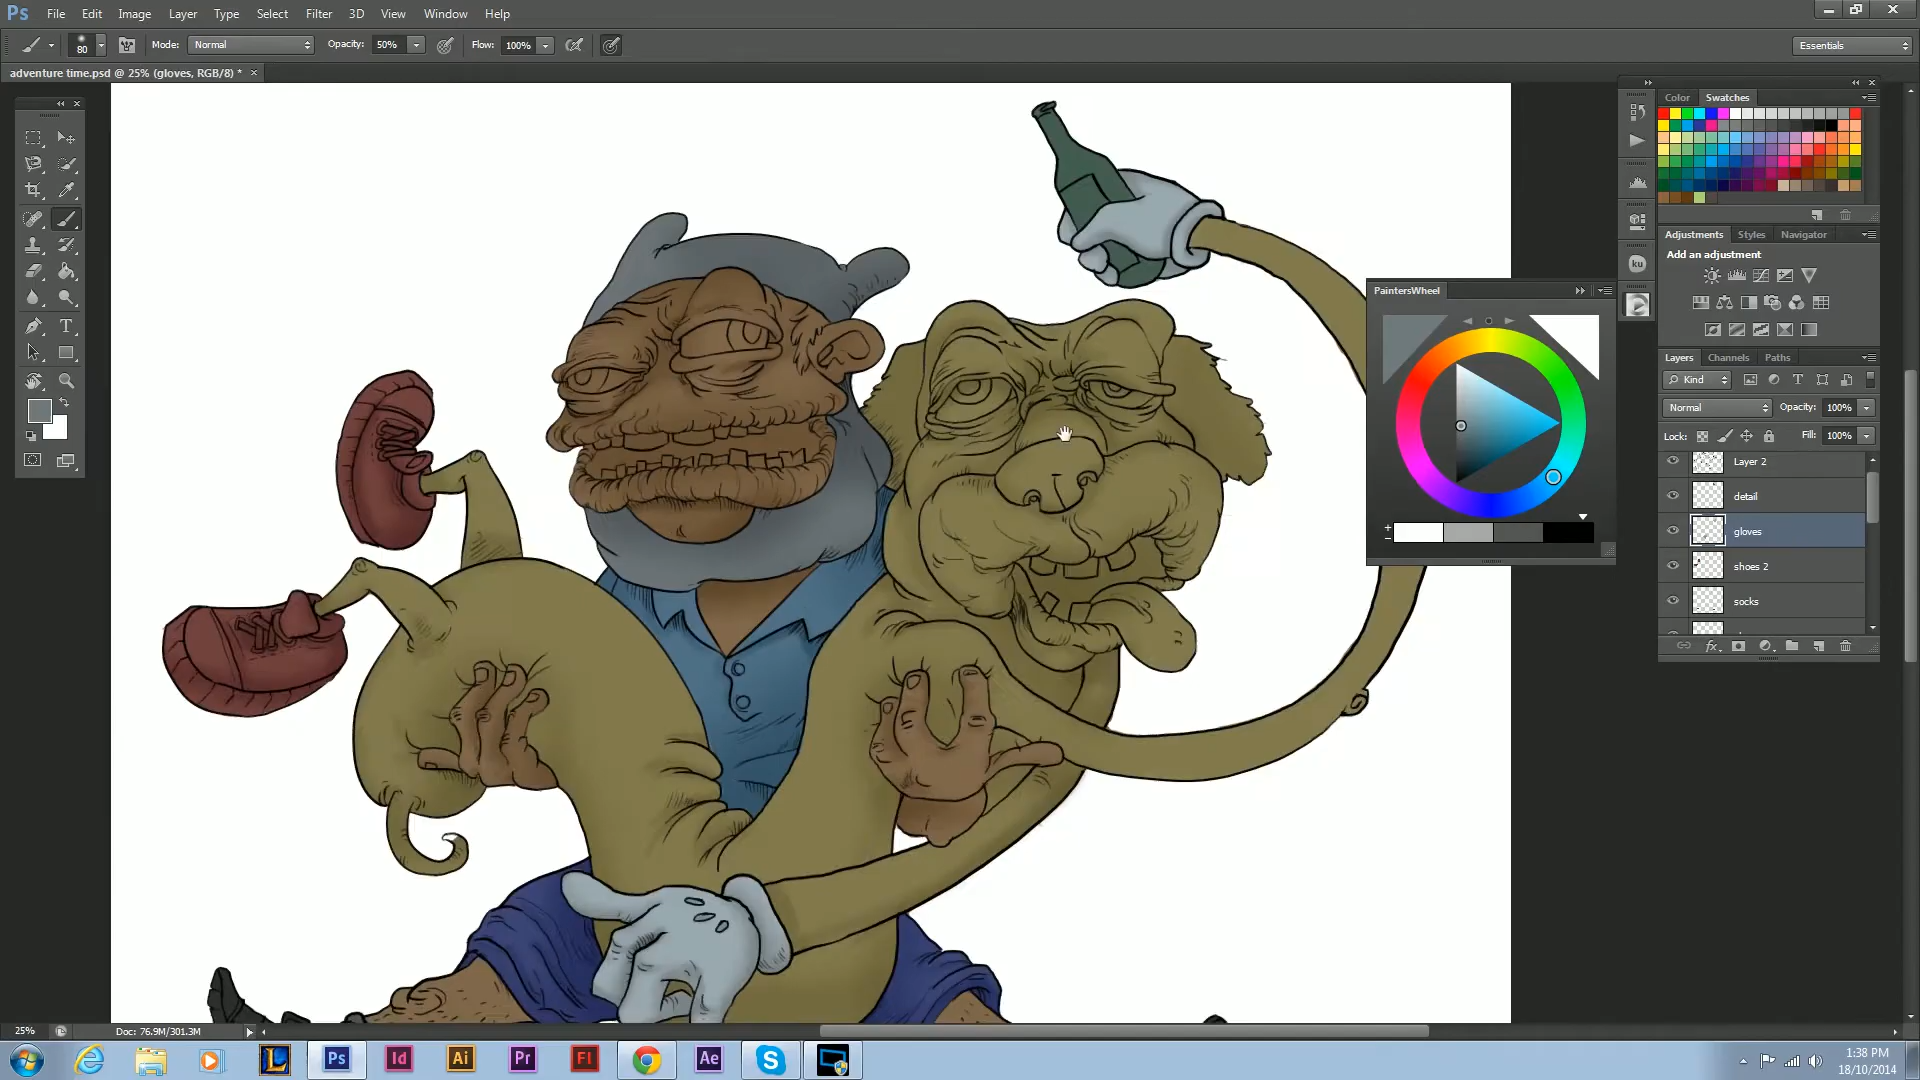 Ps File Edit Image Layer Type Select Filter 3D View Window Help
80 Mode: Normal Opacity: 50% Flow: 100% Essentials
adventure time.psd @ 25% (gloves, RGB/8) * ×
Color Swatches
Adjustments Styles Navigator
Add an adjustment
ku
PaintersWheel
Layers Channels Paths
Kind
Normal Opacity: 100%
Lock: Fill: 100%
Layer 2
detail
gloves
shoes 2
socks
fx
25% Doc: 76.9M/301.3M
L Ps Id Ai Pr Fl Ae S
1:38 PM
18/10/2014